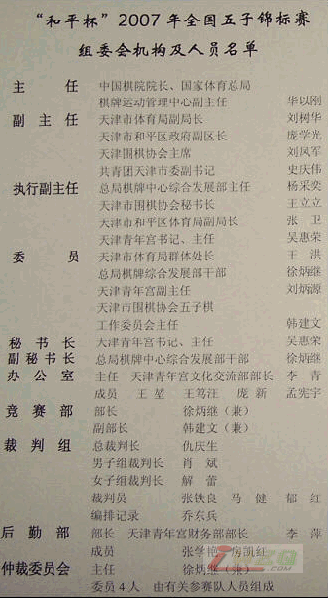 “和平杯”2007年全国五子锦标赛
组委会机构及人员名单
主 任 中国棋院院长、国家体育总局
棋牌运动管理中心副主任 华以刚
副 主 任 天津市体育局副局长 刘树华
天津市和平区政府副区长 庞学光
天津围棋协会主席 刘凤军
共青团天津市委副书记 史庆伟
执行副主任 总局棋牌中心综合发展部主任 杨采奕
天津市围棋协会秘书长 王立立
天津市和平区体育局副局长 张 卫
天津青年宫书记、主任 吴惠荣
委 员 天津市体育局群体处 王 洪
总局棋牌综合发展部干部 徐炳继
天津青年宫副主任 刘炳源
天津市围棋协会五子棋
工作委员会主任 韩建文
秘 书 长 天津青年宫书记、主任 吴惠荣
副秘书长 总局棋牌中心综合发展部干部 徐炳继
办 公 室 主任 天津青年宫文化交流部部长 李 青
成员 王 星 王笃汪 庞 新 孟宪宇
竞 赛 部 部长 徐炳继（兼）
副部长 韩建文（兼）
裁 判 组 总裁判长 仇庆生
男子组裁判长 肖 斌
女子组裁判长 解 蕾
裁判员 张铁良 马 健 郁 红
编排记录 乔东兵
后 勤 部 部长 天津青年宫财务部部长 李 萍
成员 张学艳
仲裁委员会 主任 徐炳继（兼）
委员4人 由有关参赛队人员组成